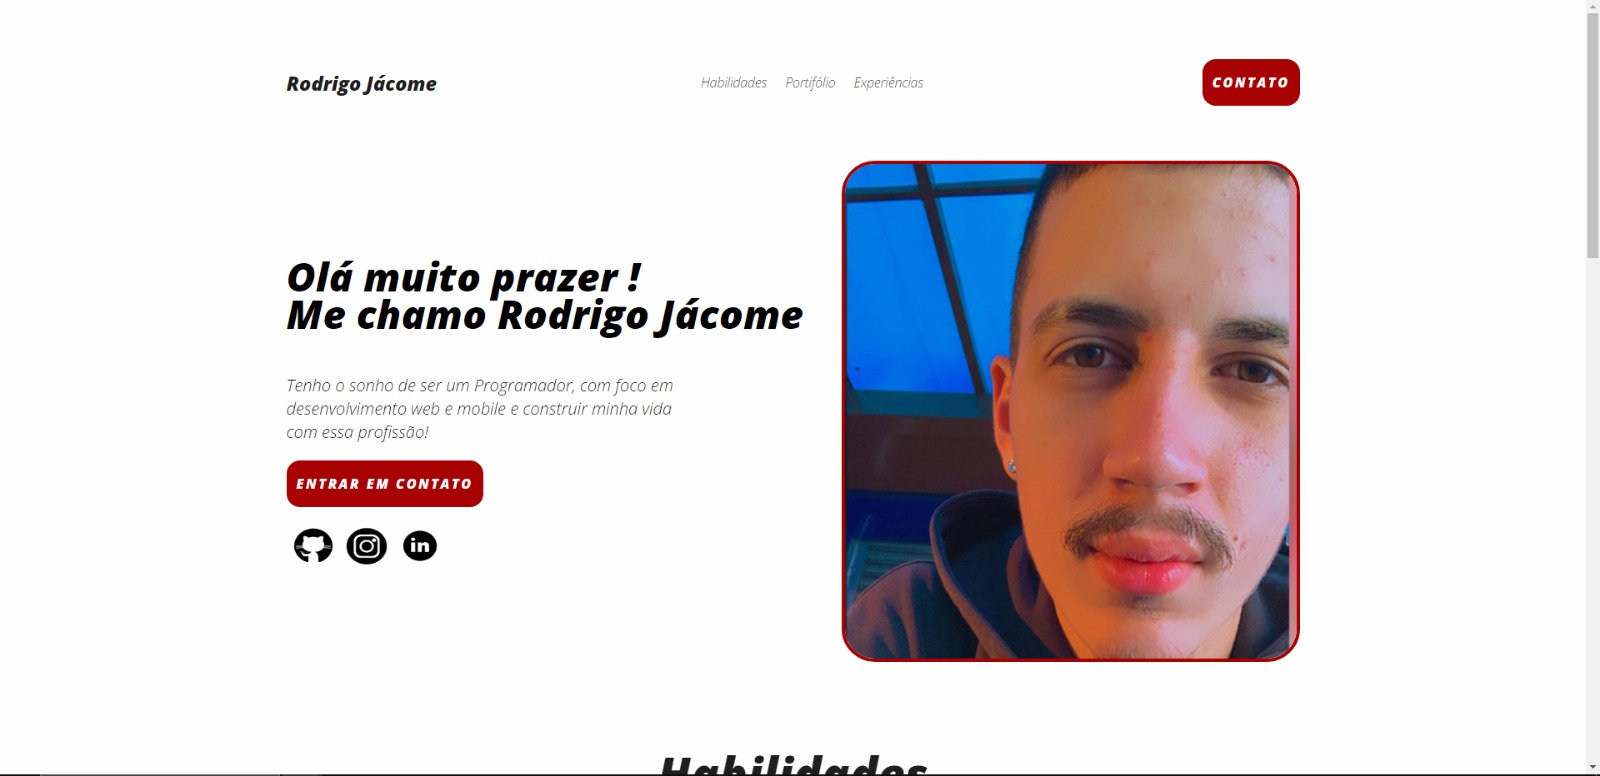 Rodrigo Jácome
Habilidades Portifólio Experiências
CONTATO
Olá muito prazer !
Me chamo Rodrigo Jácome
Tenho o sonho de ser um Programador, com foco em
desenvolvimento web e mobile e construir minha vida
com essa profissão!
ENTRAR EM CONTATO
in
Habilidades